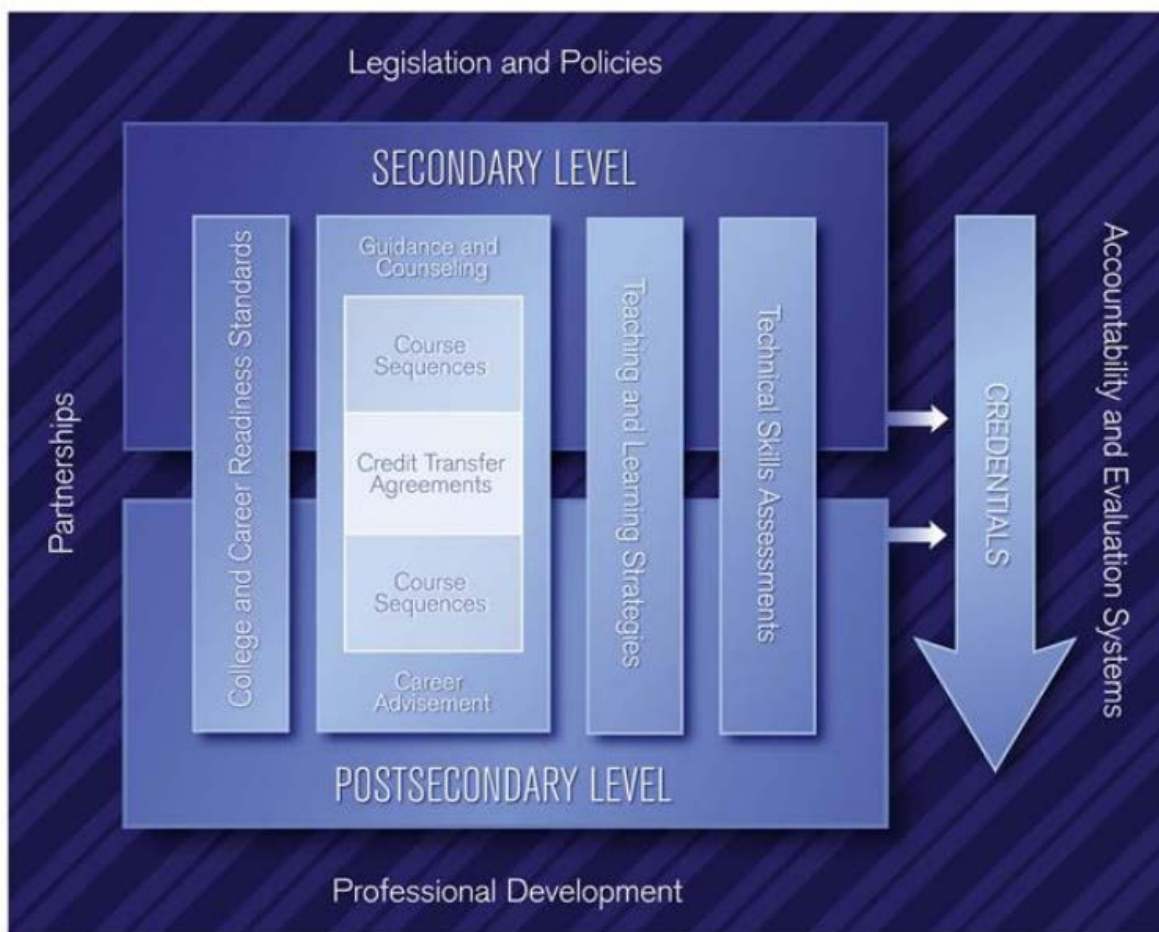 Legislation and Policies
SECONDARY LEVEL
Partnerships
College and Career Readiness Standards
Guidance and
Counseling
Course
Sequences
Credit Transfer
Agreements
Course
Sequences
Career
Advisement
Teaching and Learning Strategies
Technical Skills Assessments
CREDENTIALS
Accountability and Evaluation Systems
POSTSECONDARY LEVEL
Professional Development